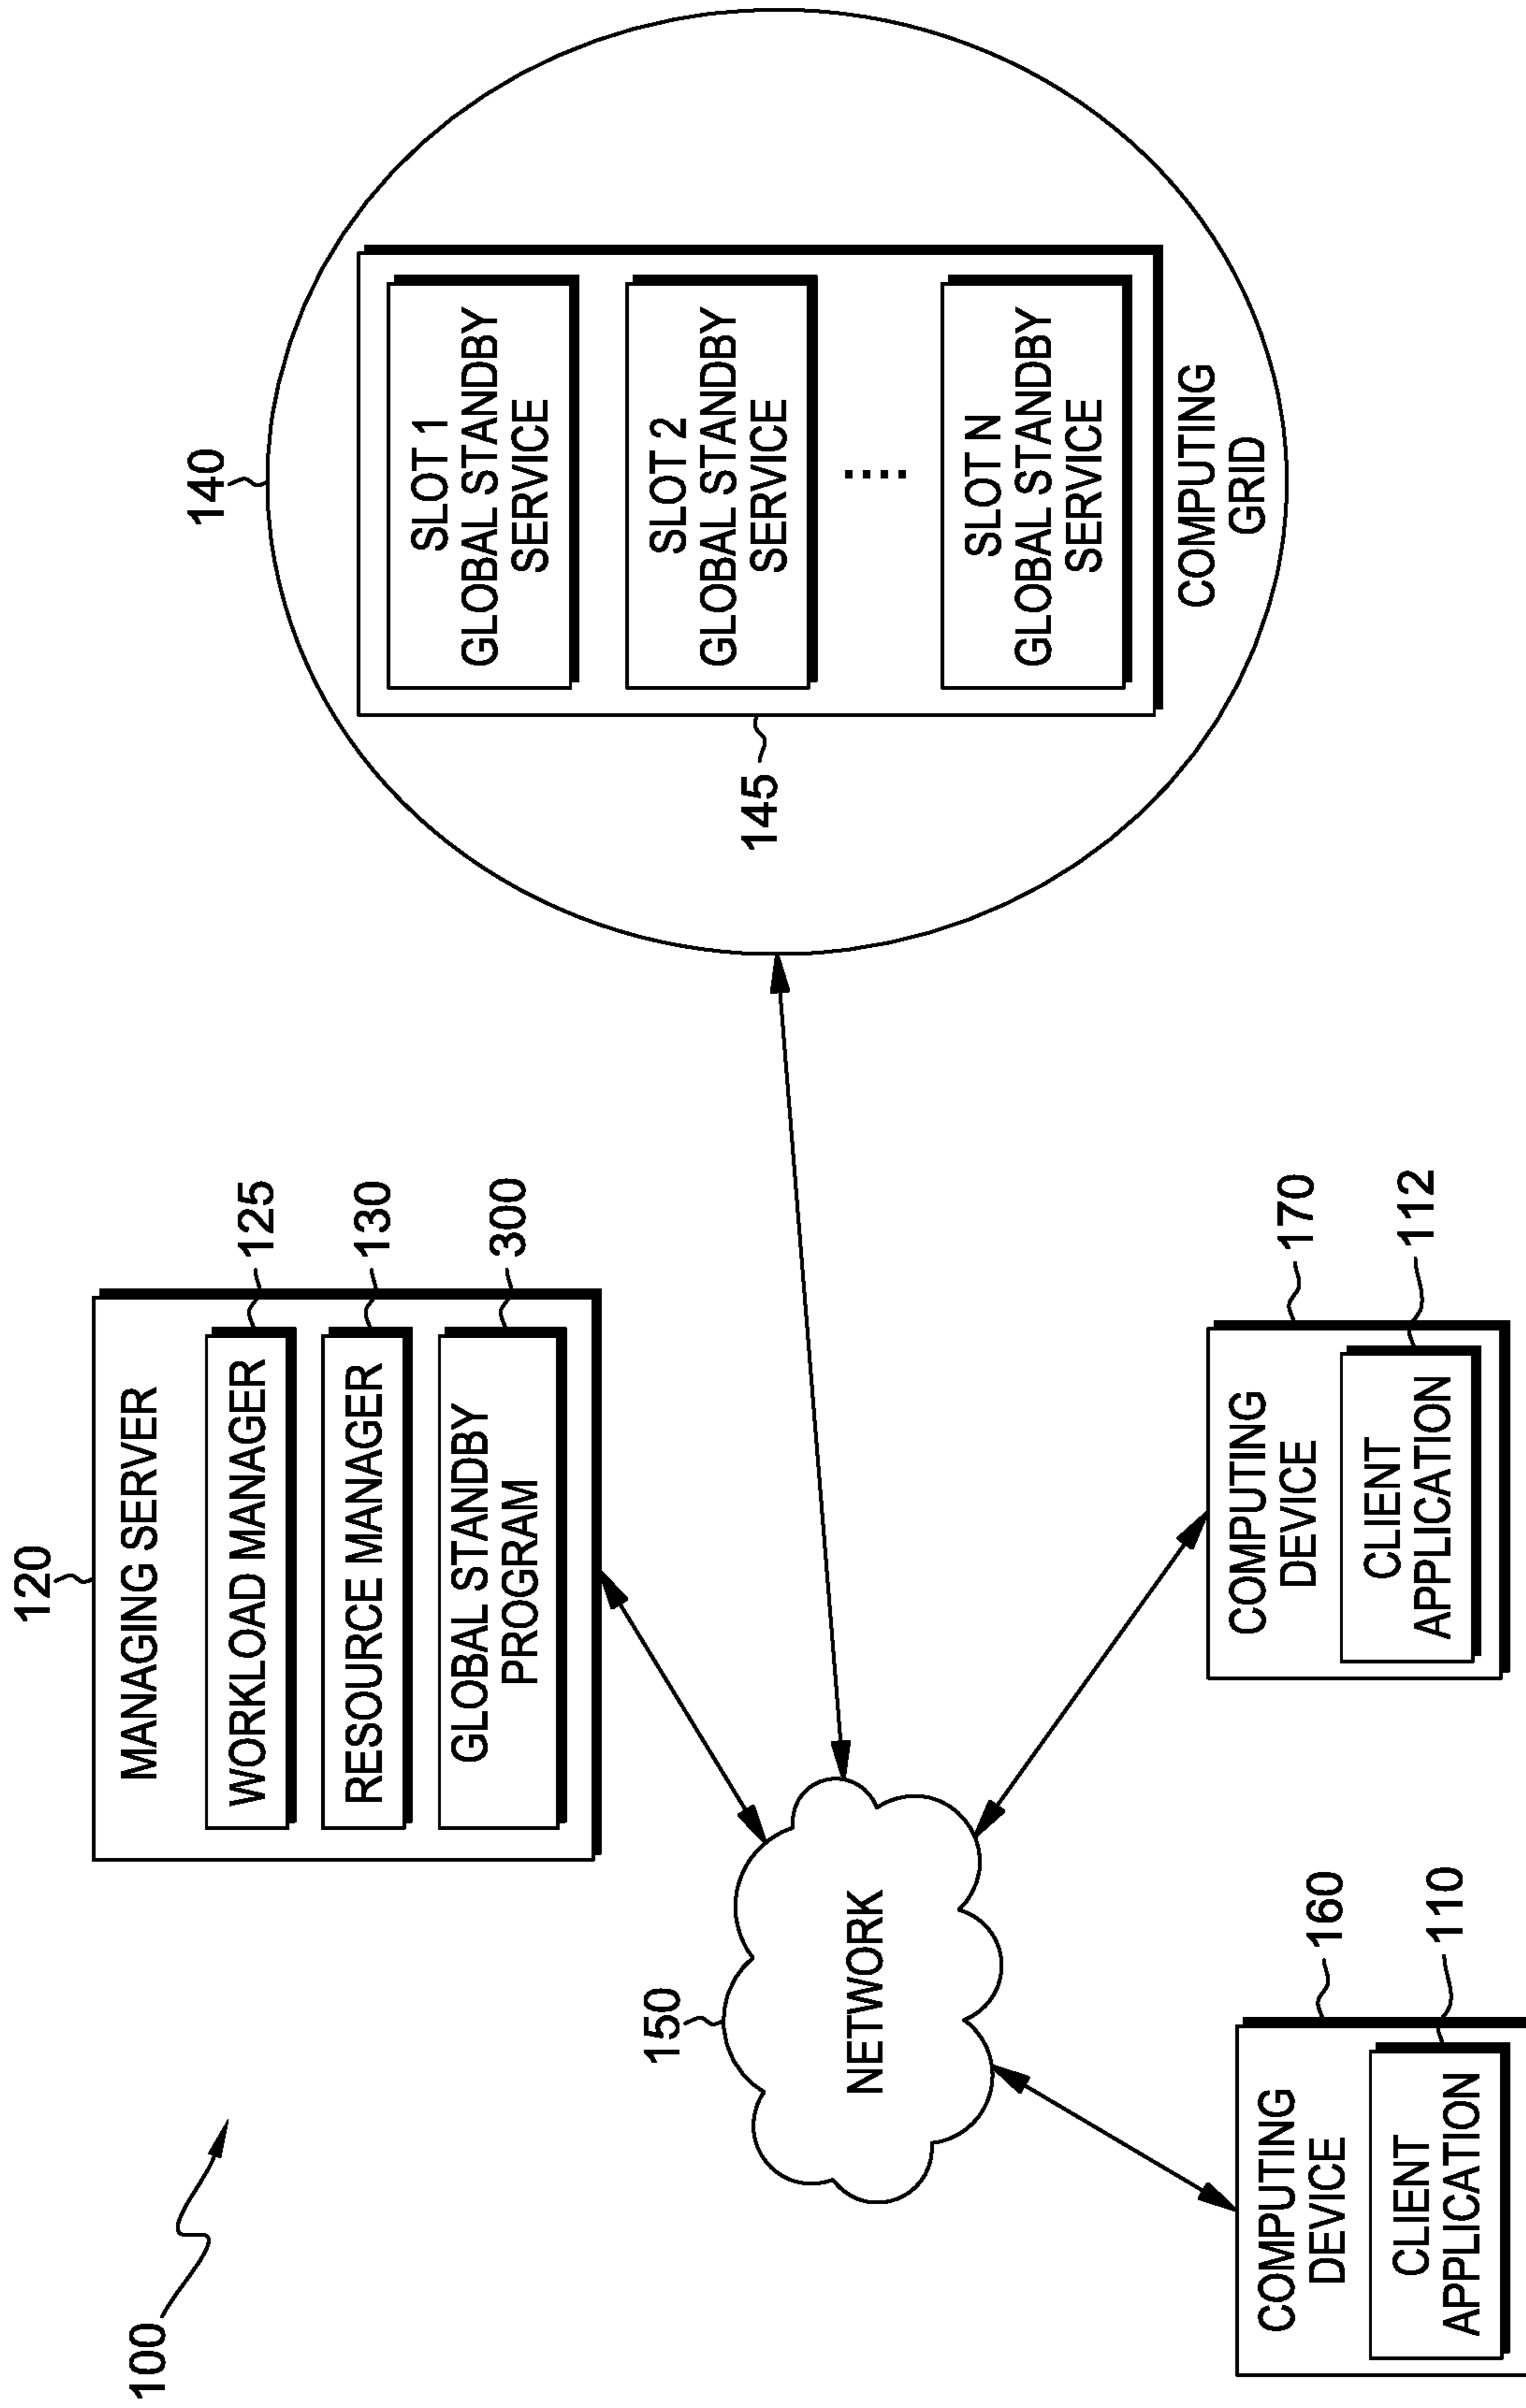 100
120
MANAGING SERVER
WORKLOAD MANAGER
125
RESOURCE MANAGER
130
GLOBAL STANDBY
PROGRAM
300
140
SLOT 1
GLOBAL STANDBY
SERVICE
SLOT 2
GLOBAL STANDBY
SERVICE
SLOT N
GLOBAL STANDBY
SERVICE
145
COMPUTING
GRID
150
NETWORK
COMPUTING
DEVICE
160
CLIENT
APPLICATION
110
COMPUTING
DEVICE
170
CLIENT
APPLICATION
112